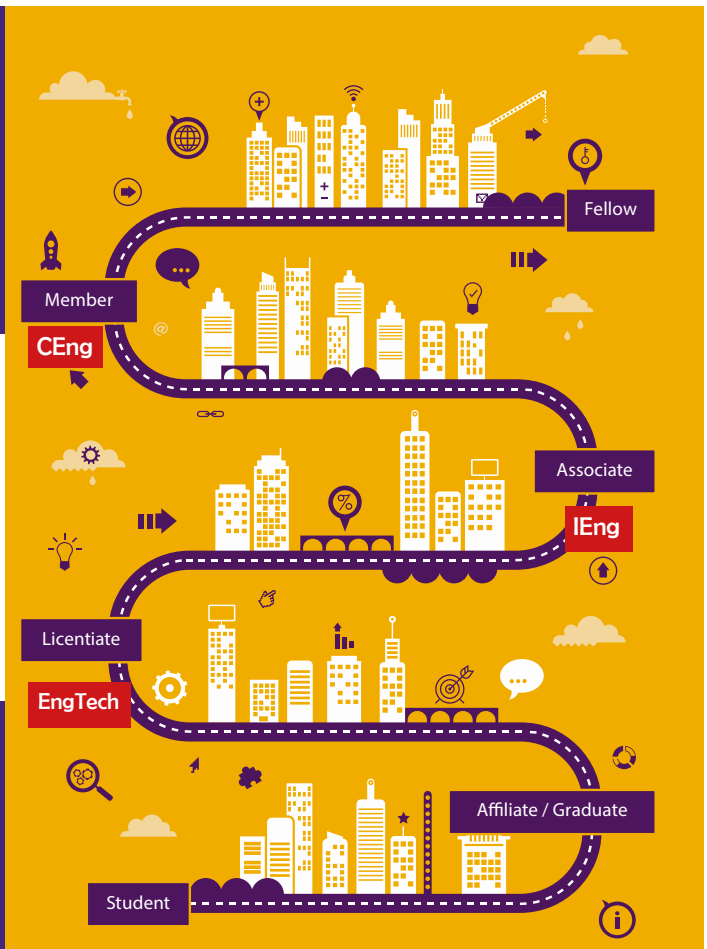 Fellow
Member
CEng
@
Associate
IEng
%
Licentiate
EngTech
Affiliate / Graduate
Student
i